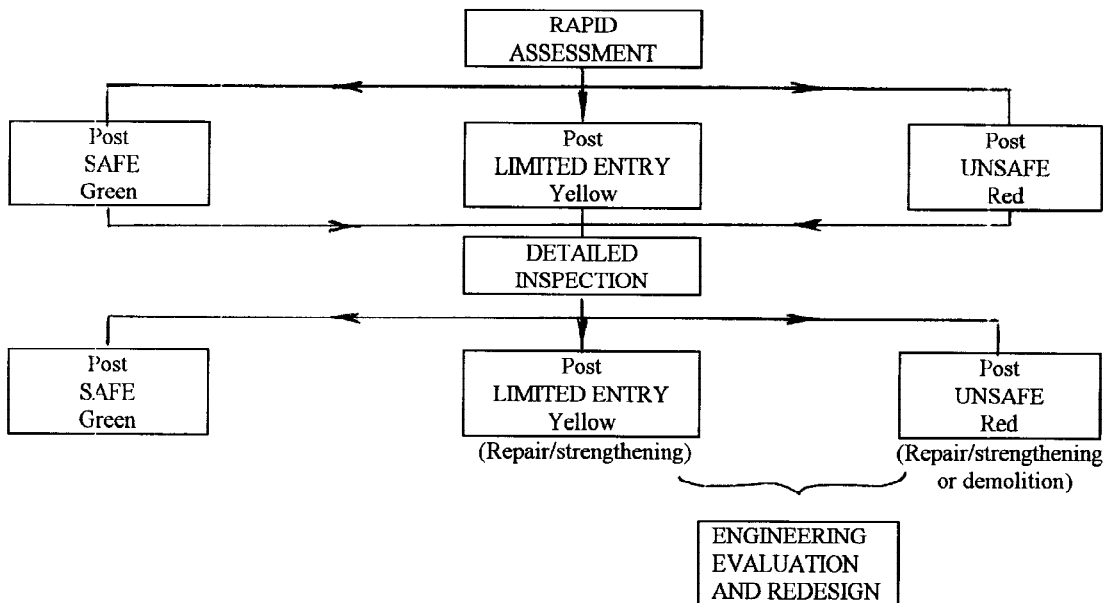 RAPID
ASSESSMENT
Post
SAFE
Green
Post
LIMITED ENTRY
Yellow
Post
UNSAFE
Red
DETAILED
INSPECTION
Post
SAFE
Green
Post
LIMITED ENTRY
Yellow
(Repair/strengthening)
Post
UNSAFE
Red
(Repair/strengthening
or demolition)
ENGINEERING
EVALUATION
AND REDESIGN